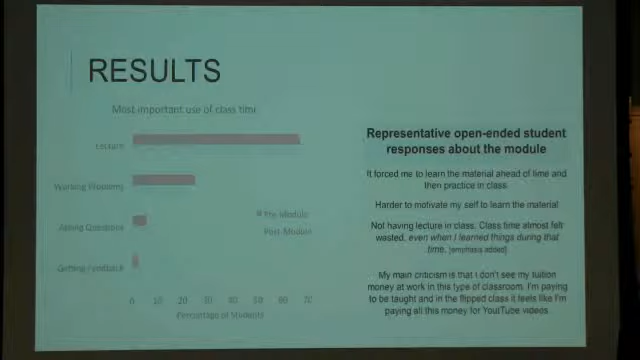 RESULTS
Most important use of class time
Lecture
Working Problems
Asking Questions
Getting Feedback
Pre-Module
Post-Module
0 10 20 30 40 50 60 70
Percentage of Students
Representative open-ended student
responses about the module
It forced me to learn the material ahead of time and
then practice in class.
Harder to motivate my self to learn the material
Not having lecture in class. Class time almost felt
wasted, even when I learned things during that
time. [emphasis added]
My main criticism is that I don't see my tuition
money at work in this type of classroom. I'm paying
to be taught and in the flipped class it feels like I'm
paying all this money for YouTube videos.